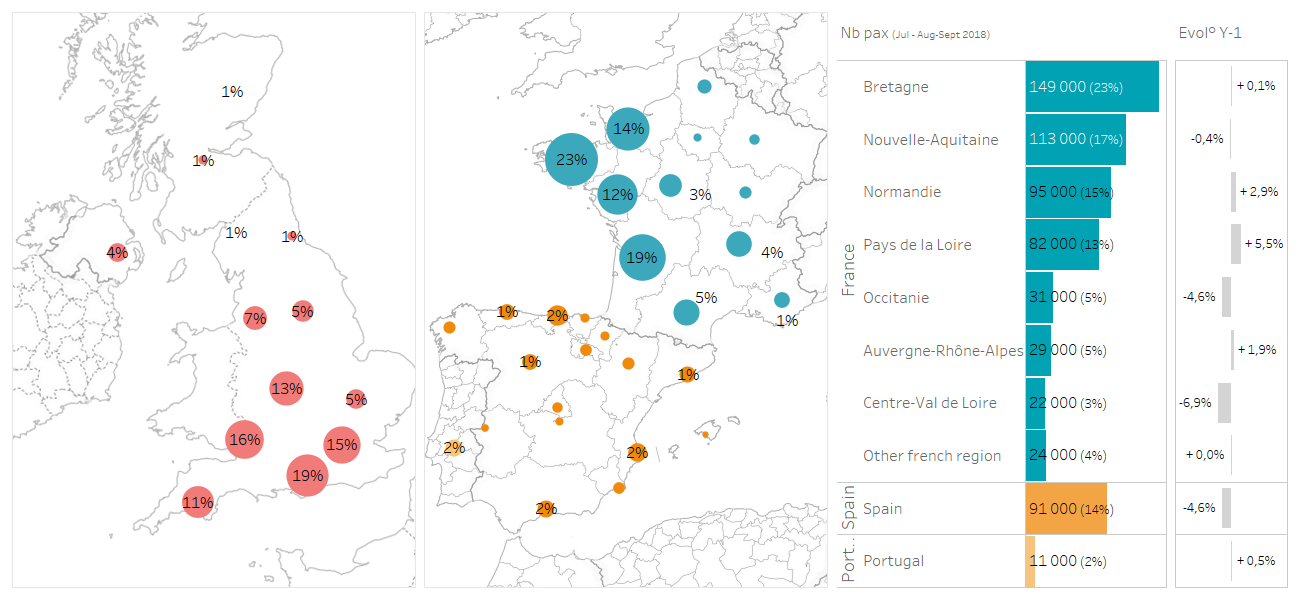 1%
1%
1%
1%
4%
7%
5%
13%
5%
16%
15%
19%
11%
14%
23%
12%
3%
19%
4%
5%
1%
1%
2%
1%
1%
2%
2%
2%
Nb pax (Jul - Aug-Sept 2018)
Evol° Y-1
France
Bretagne 149 000 (23%) + 0,1%
Nouvelle-Aquitaine 113 000 (17%) -0,4%
Normandie 95 000 (15%) + 2,9%
Pays de la Loire 82 000 (13%) + 5,5%
Occitanie 31 000 (5%) -4,6%
Auvergne-Rhône-Alpes 29 000 (5%) + 1,9%
Centre-Val de Loire 22 000 (3%) -6,9%
Other french region 24 000 (4%) + 0,0%
Spain
Spain 91 000 (14%) -4,6%
Port..
Portugal 11 000 (2%) + 0,5%